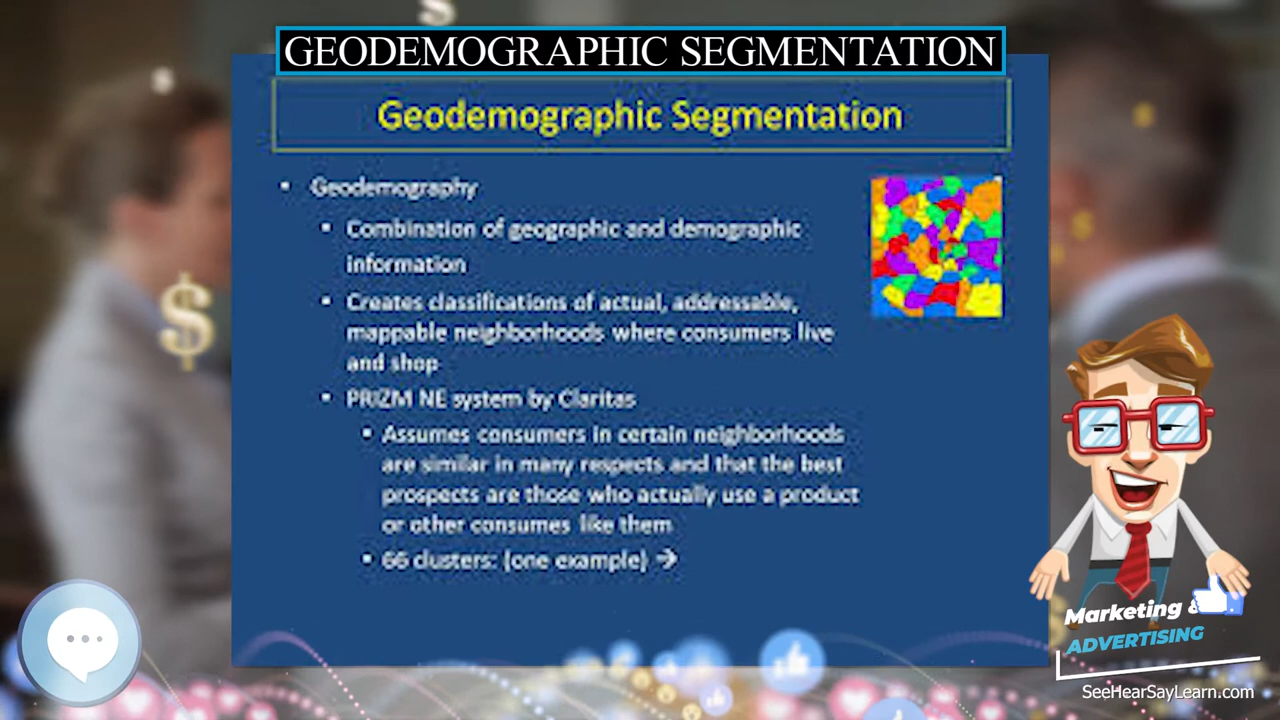 GEODEMOGRAPHIC SEGMENTATION
Geodemographic Segmentation
▪ Geodemography
▪ Combination of geographic and demographic
information
▪ Creates classifications of actual, addressable,
mappable neighborhoods where consumers live
and shop
▪ PRIZM NE system by Claritas
▪ Assumes consumers in certain neighborhoods
are similar in many respects and that the best
prospects are those who actually use a product
or other consumes like them
▪ 66 clusters: (one example) →
$
$
$
Marketing &
ADVERTISING
SeeHearSayLearn.com